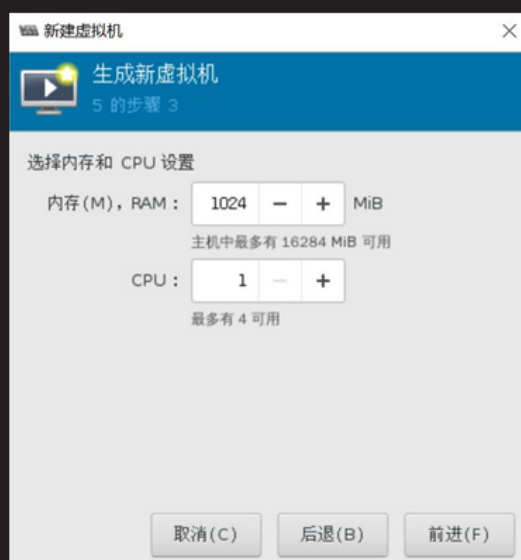 新建虚拟机
生成新虚拟机
5 的步骤 3
选择内存和 CPU 设置
内存(M), RAM： 1024 − + MiB
主机中最多有 16284 MiB 可用
CPU： 1 − +
最多有 4 可用
取消(C) 后退(B) 前进(F)